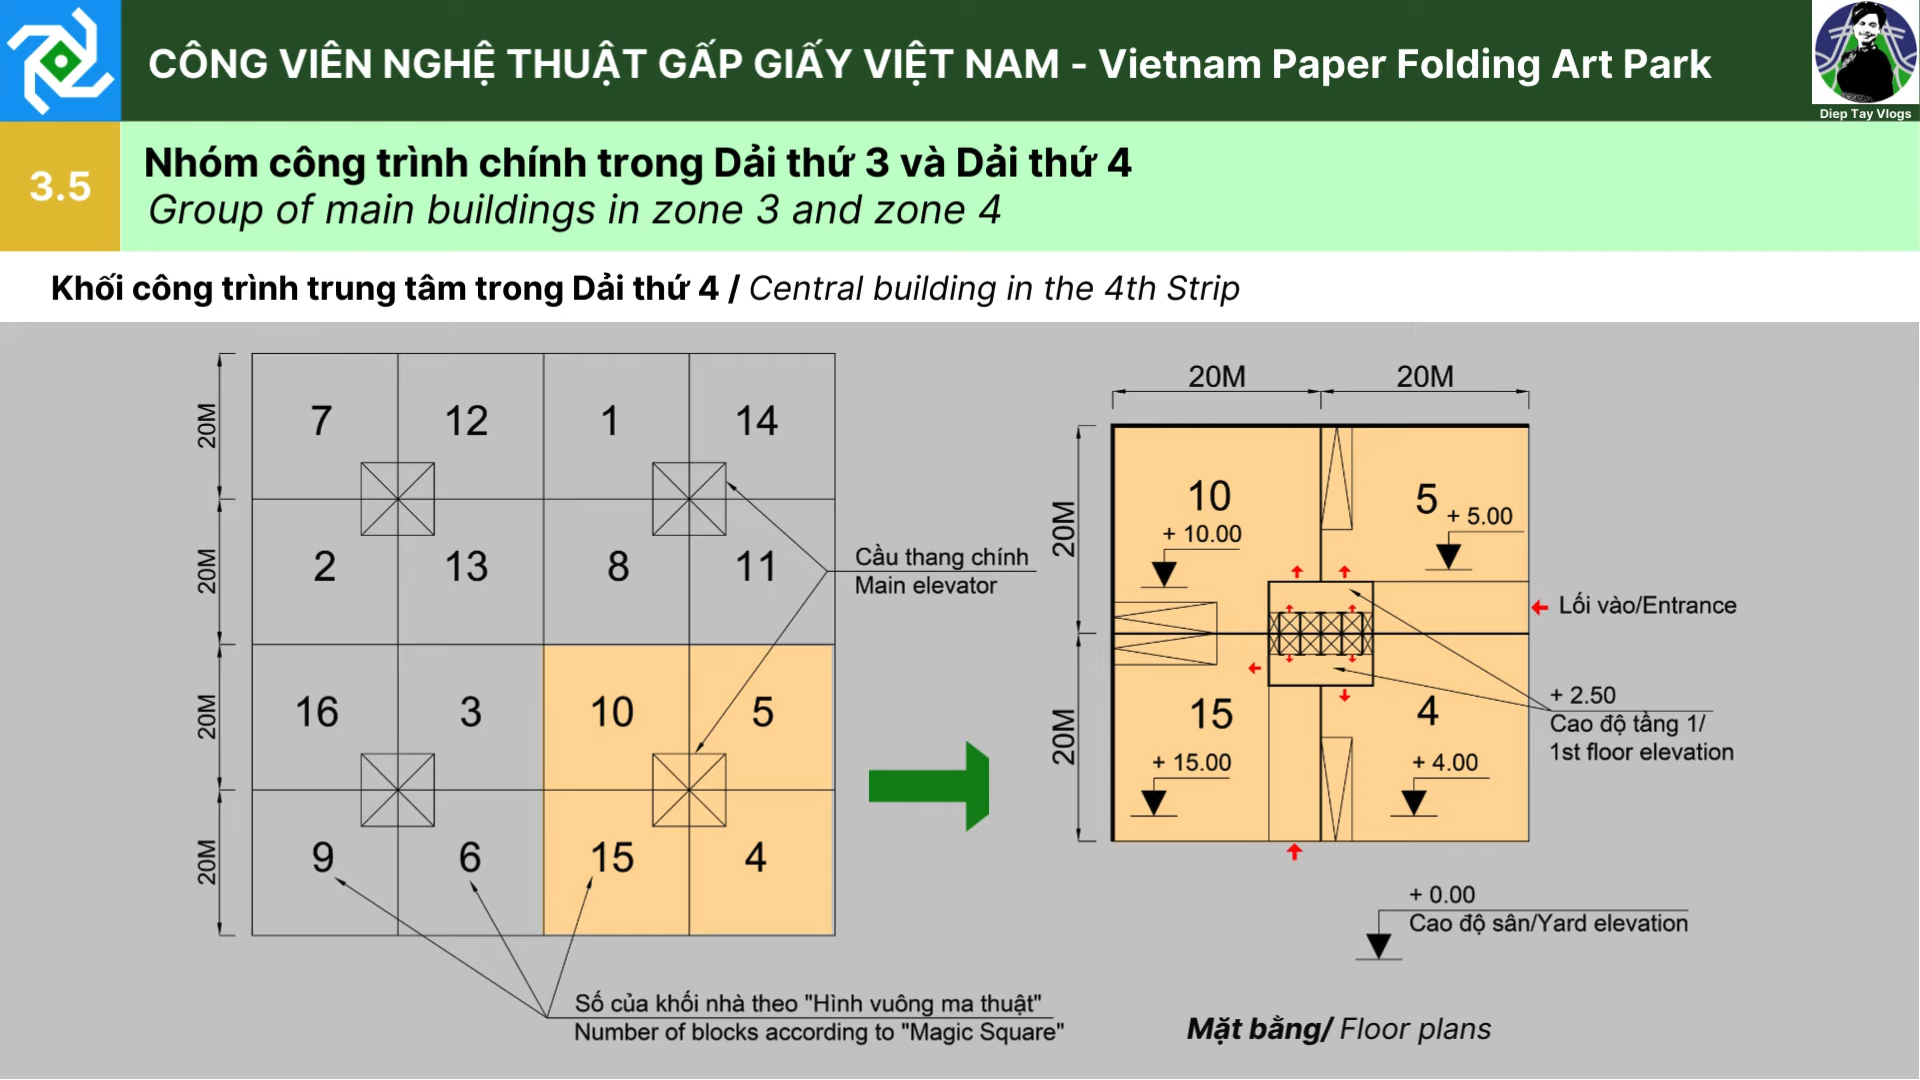 CÔNG VIÊN NGHỆ THUẬT GẤP GIẤY VIỆT NAM - Vietnam Paper Folding Art Park
Diep Tay Vlogs
3.5
Nhóm công trình chính trong Dải thứ 3 và Dải thứ 4
Group of main buildings in zone 3 and zone 4
Khối công trình trung tâm trong Dải thứ 4 / Central building in the 4th Strip
20M
20M
20M
20M
7 12 1 14
2 13 8 11
16 3 10 5
9 6 15 4
Cầu thang chính
Main elevator
Số của khối nhà theo "Hình vuông ma thuật"
Number of blocks according to "Magic Square"
20M 20M
20M
20M
10
+ 10.00
5
+ 5.00
Lối vào/Entrance
15
+ 15.00
4
+ 4.00
+ 2.50
Cao độ tầng 1/
1st floor elevation
+ 0.00
Cao độ sân/Yard elevation
Mặt bằng/ Floor plans